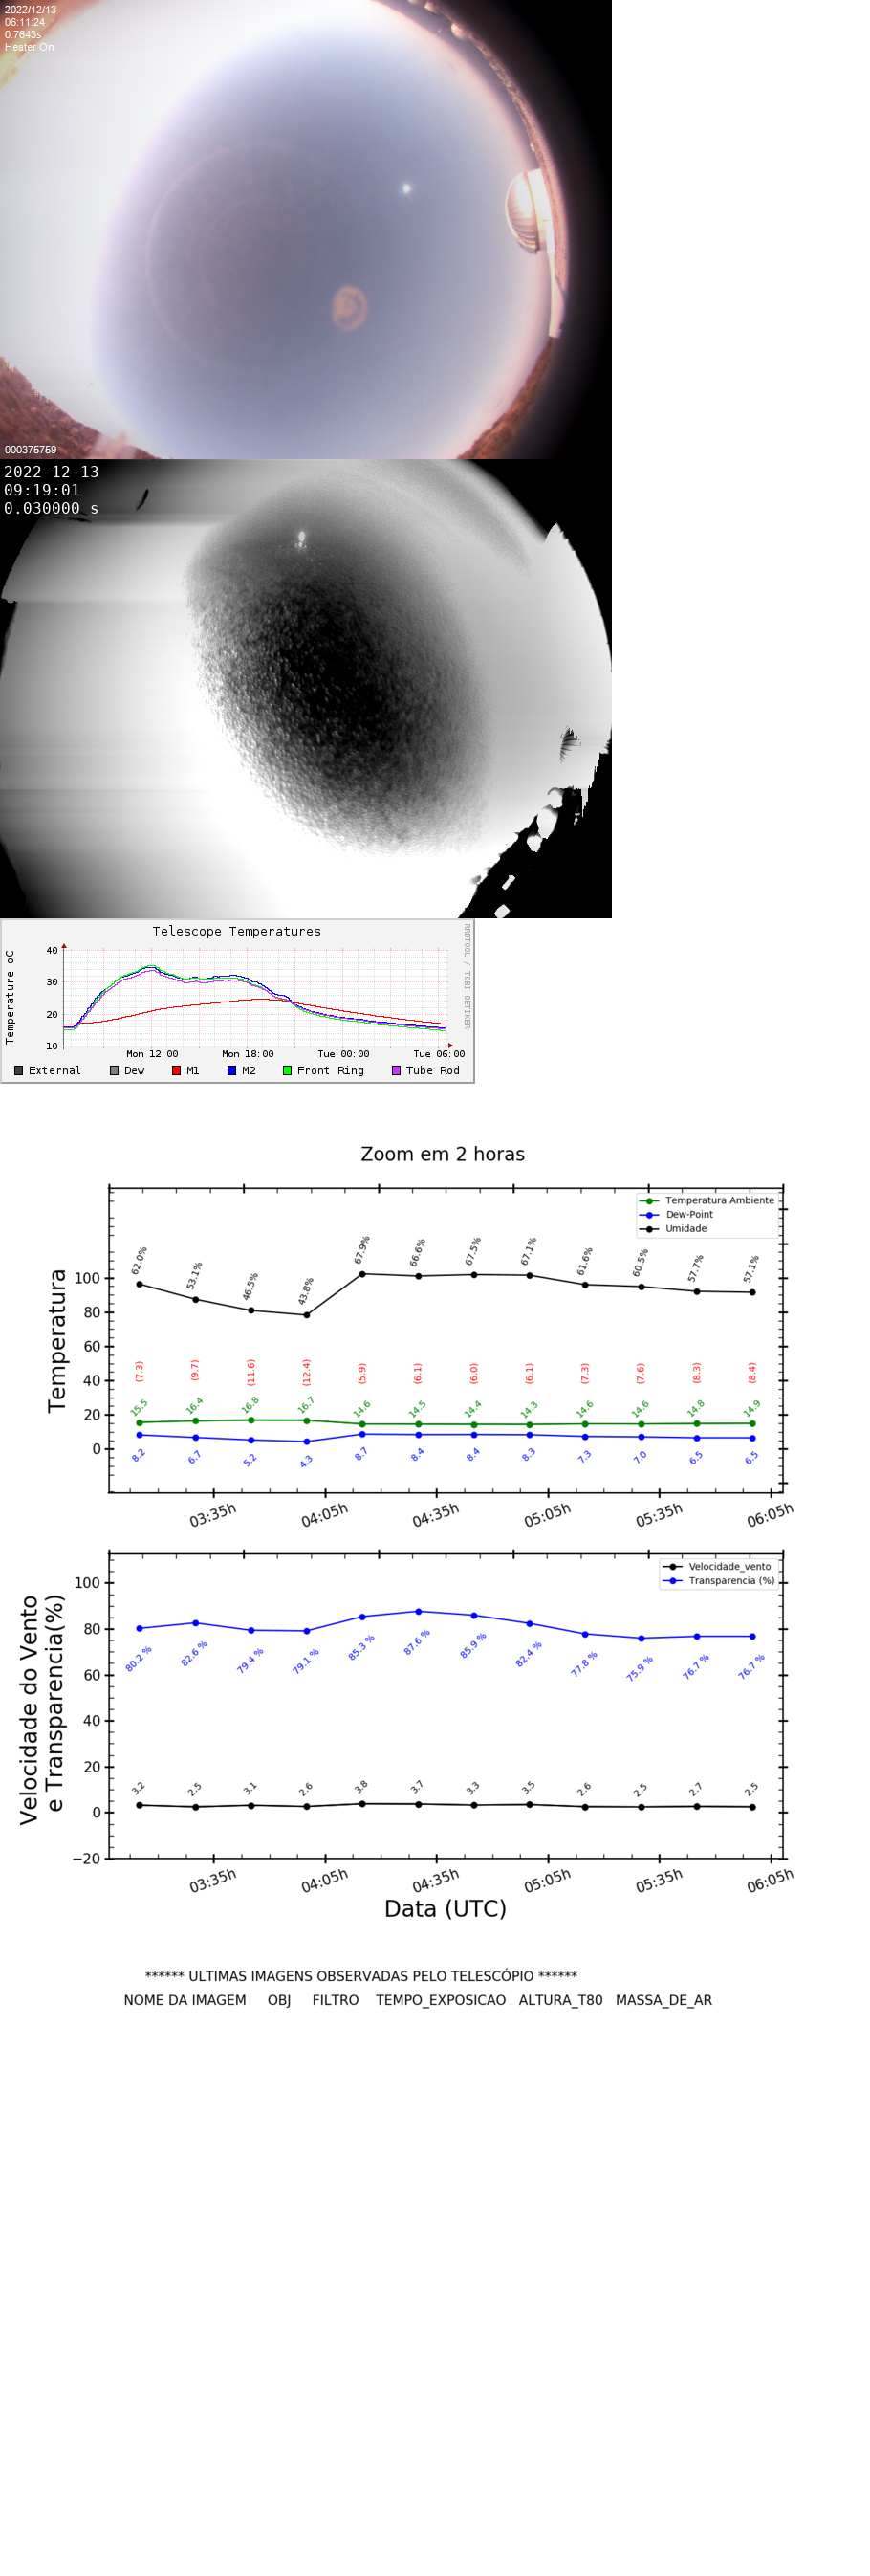 2022/12/13
06:11:24
0.7643s
Heater On
000375759
2022-12-13
09:19:01
0.030000 s
Telescope Temperatures
RRDTOOL / TOBI OETIKER
Temperature oC
40
30
20
10
Mon 12:00 Mon 18:00 Tue 00:00 Tue 06:00
External Dew M1 M2 Front Ring Tube Rod
Zoom em 2 horas
Temperatura Ambiente
Dew-Point
Umidade
Temperatura
100
80
60
40
20
0
62.0% 53.1% 46.5% 43.8% 67.9% 66.6% 67.5% 67.1% 61.6% 60.5% 57.7% 57.1%
(7.3) (9.7) (11.6) (12.4) (5.9) (6.1) (6.0) (6.1) (7.3) (7.6) (8.3) (8.4)
15.5 16.4 16.8 16.7 14.6 14.5 14.4 14.3 14.6 14.6 14.8 14.9
8.2 6.7 5.2 4.3 8.7 8.4 8.4 8.3 7.3 7.0 6.5 6.5
03:35h 04:05h 04:35h 05:05h 05:35h 06:05h
Velocidade_vento
Transparencia (%)
Velocidade do Vento
e Transparencia(%)
100
80
60
40
20
0
−20
80.2 % 82.6 % 79.4 % 79.1 % 85.3 % 87.6 % 85.9 % 82.4 % 77.8 % 75.9 % 76.7 % 76.7 %
3.2 2.5 3.1 2.6 3.8 3.7 3.3 3.5 2.6 2.5 2.7 2.5
03:35h 04:05h 04:35h 05:05h 05:35h 06:05h
Data (UTC)
****** ULTIMAS IMAGENS OBSERVADAS PELO TELESCÓPIO ******
NOME DA IMAGEM OBJ FILTRO TEMPO_EXPOSICAO ALTURA_T80 MASSA_DE_AR